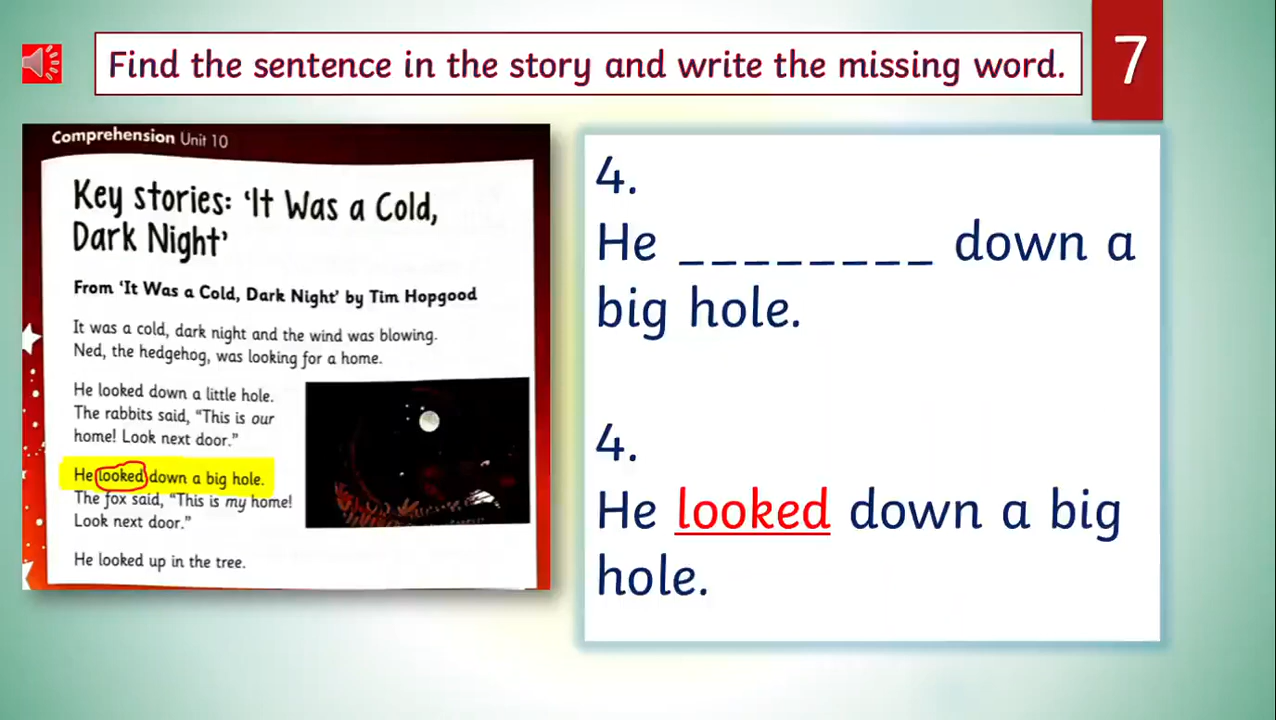 Find the sentence in the story and write the missing word.
7
Comprehension Unit 10
Key stories: ‘It Was a Cold,
Dark Night’
From ‘It Was a Cold, Dark Night’ by Tim Hopgood
It was a cold, dark night and the wind was blowing.
Ned, the hedgehog, was looking for a home.
He looked down a little hole.
The rabbits said, “This is our
home! Look next door.”
He looked down a big hole.
The fox said, “This is my home!
Look next door.”
He looked up in the tree.
4.
He ________ down a
big hole.
4.
He looked down a big
hole.